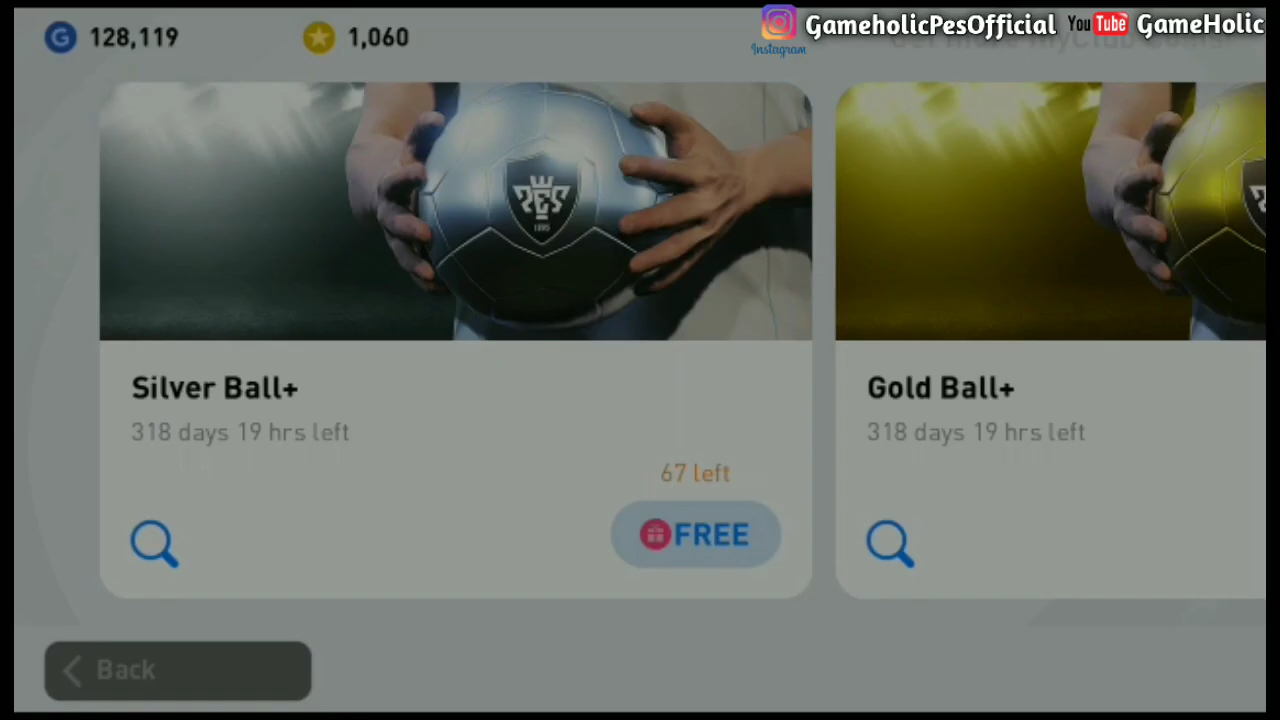 G 128,119
1,060
Instagram
GameholicPesOfficial
You Tube GameHolic
PES
Silver Ball+
318 days 19 hrs left
67 left
FREE
Gold Ball+
318 days 19 hrs left
Back